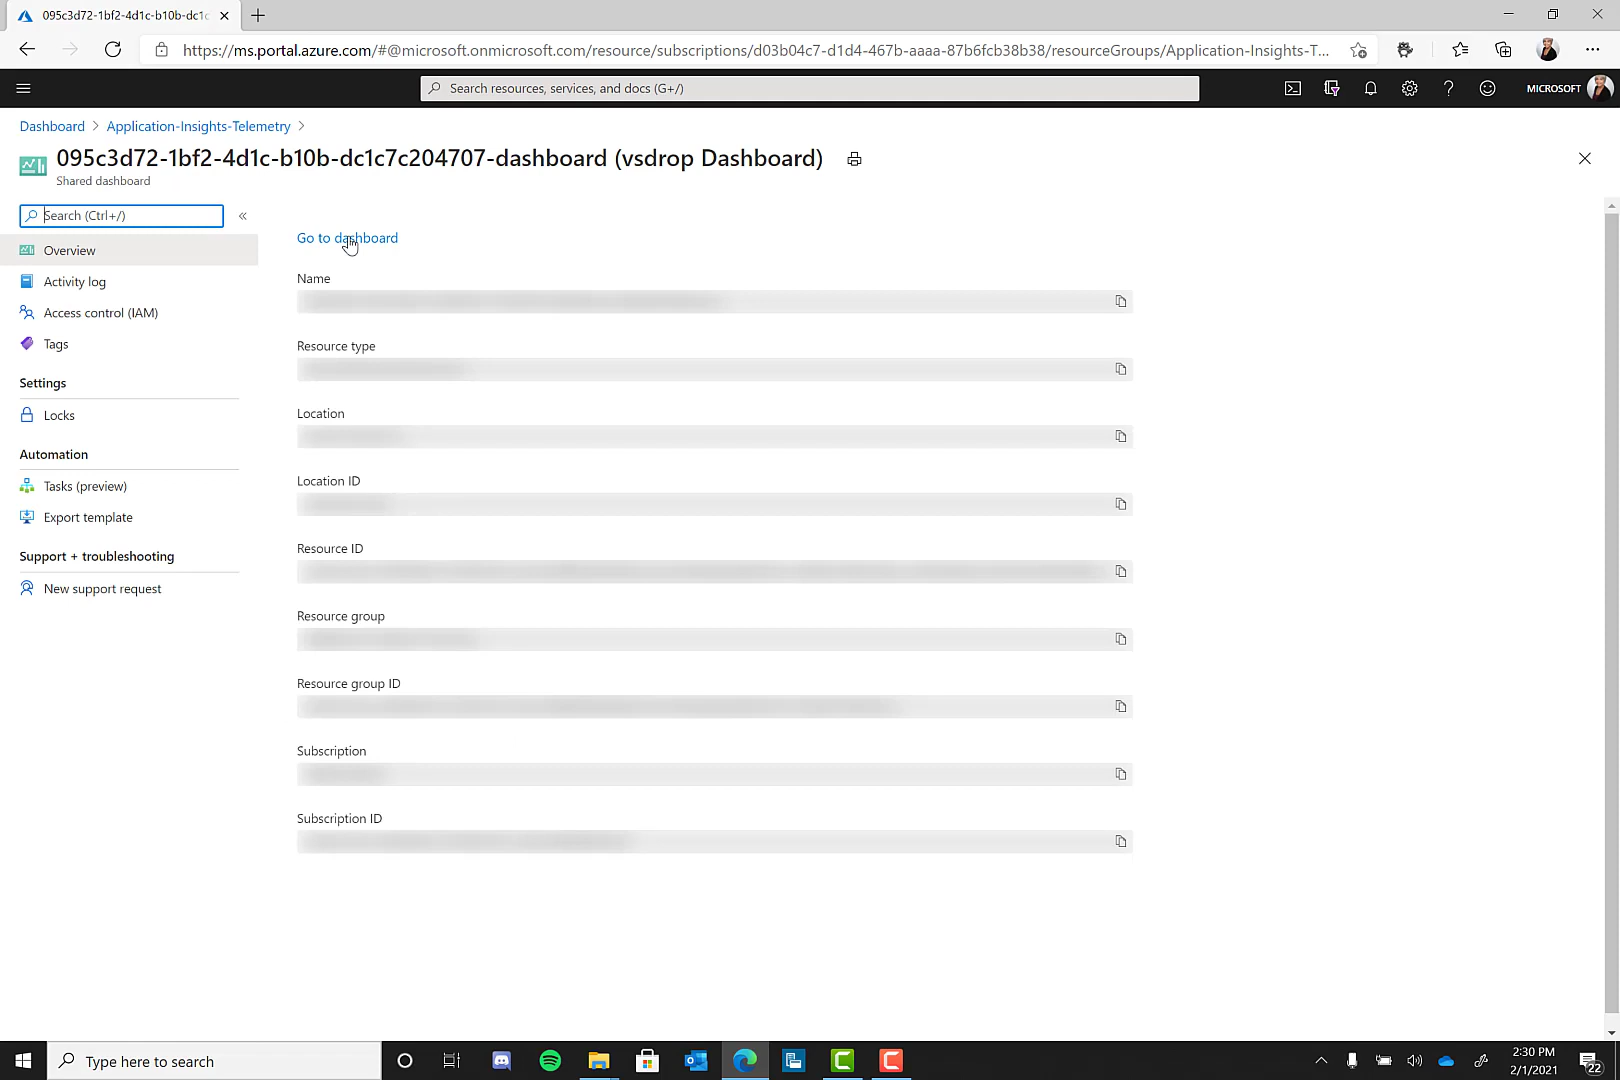 095c3d72-1bf2-4d1c-b10b-dc1c
https://ms.portal.azure.com/#@microsoft.onmicrosoft.com/resource/subscriptions/d03b04c7-d1d4-467b-aaaa-87b6fcb38b38/resourceGroups/Application-Insights-T...
Search resources, services, and docs (G+/)
MICROSOFT
Dashboard > Application-Insights-Telemetry >
095c3d72-1bf2-4d1c-b10b-dc1c7c204707-dashboard (vsdrop Dashboard)
Shared dashboard
Search (Ctrl+/)
«
Overview
Activity log
Access control (IAM)
Tags
Settings
Locks
Automation
Tasks (preview)
Export template
Support + troubleshooting
New support request
Go to dashboard
Name
Resource type
Location
Location ID
Resource ID
Resource group
Resource group ID
Subscription
Subscription ID
Type here to search
2:30 PM
2/1/2021
22